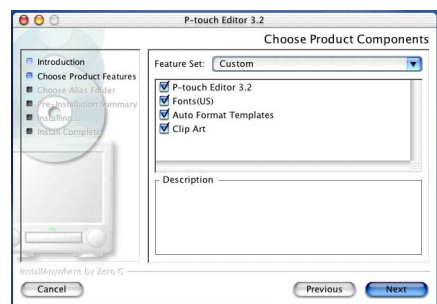 P-touch Editor 3.2
Choose Product Components
Introduction
Choose Product Features
Choose Alias Folder
Pre-Installation Summary
Installing...
Install Complete
Feature Set: Custom
P-touch Editor 3.2
Fonts(US)
Auto Format Templates
Clip Art
Description
InstallAnywhere by Zero G
Cancel
Previous
Next